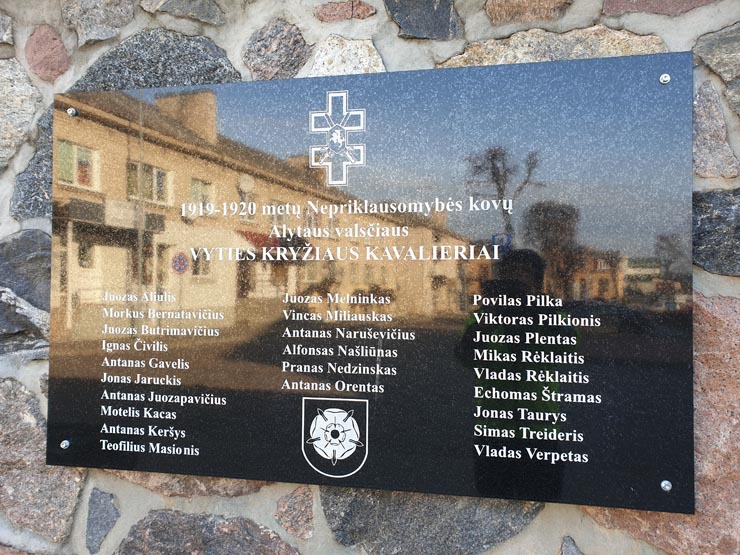 1919-1920 metų Nepriklausomybės kovų
Alytaus valsčiaus
VYTIES KRYŽIAUS KAVALIERIAI
Juozas Aliulis
Morkus Bernatavičius
Juozas Butrimavičius
Ignas Čivilis
Antanas Gavelis
Jonas Jaruckis
Antanas Juozapavičius
Motelis Kacas
Antanas Keršys
Teofilius Masionis
Juozas Melninkas
Vincas Miliauskas
Antanas Naruševičius
Alfonsas Našliūnas
Pranas Nedzinskas
Antanas Orentas
Povilas Pilka
Viktoras Pilkionis
Juozas Plentas
Mikas Rėklaitis
Vladas Rėklaitis
Echomas Štramas
Jonas Taurys
Simas Treideris
Vladas Verpetas